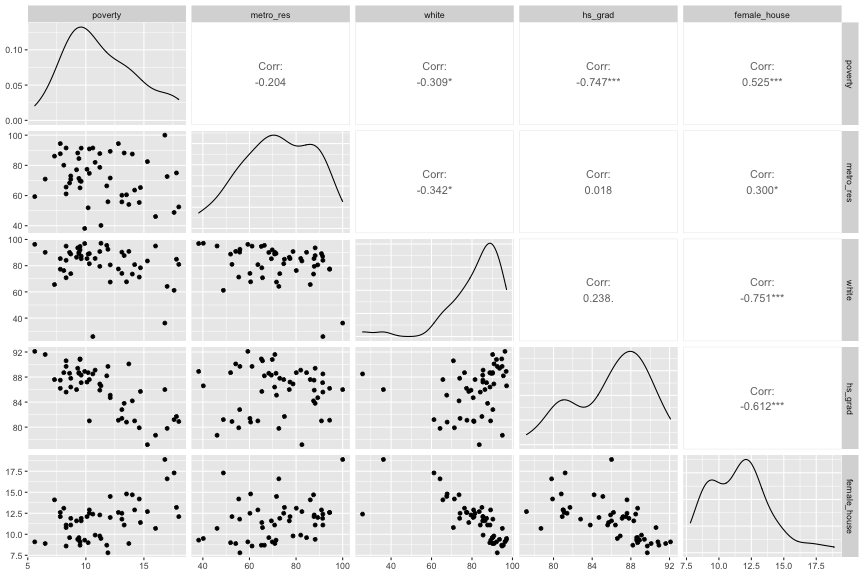 poverty metro_res white hs_grad female_house
0.10
0.05
0.00
Corr:
-0.204
Corr:
-0.309*
Corr:
-0.747***
Corr:
0.525***
poverty
100
80
60
40
Corr:
-0.342*
Corr:
0.018
Corr:
0.300*
metro_res
100
80
60
40
Corr:
0.238.
Corr:
-0.751***
white
92
88
84
80
Corr:
-0.612***
hs_grad
17.5
15.0
12.5
10.0
7.5
female_house
5 10 15 40 60 80 100 40 60 80 100 80 84 88 92 7.5 10.0 12.5 15.0 17.5